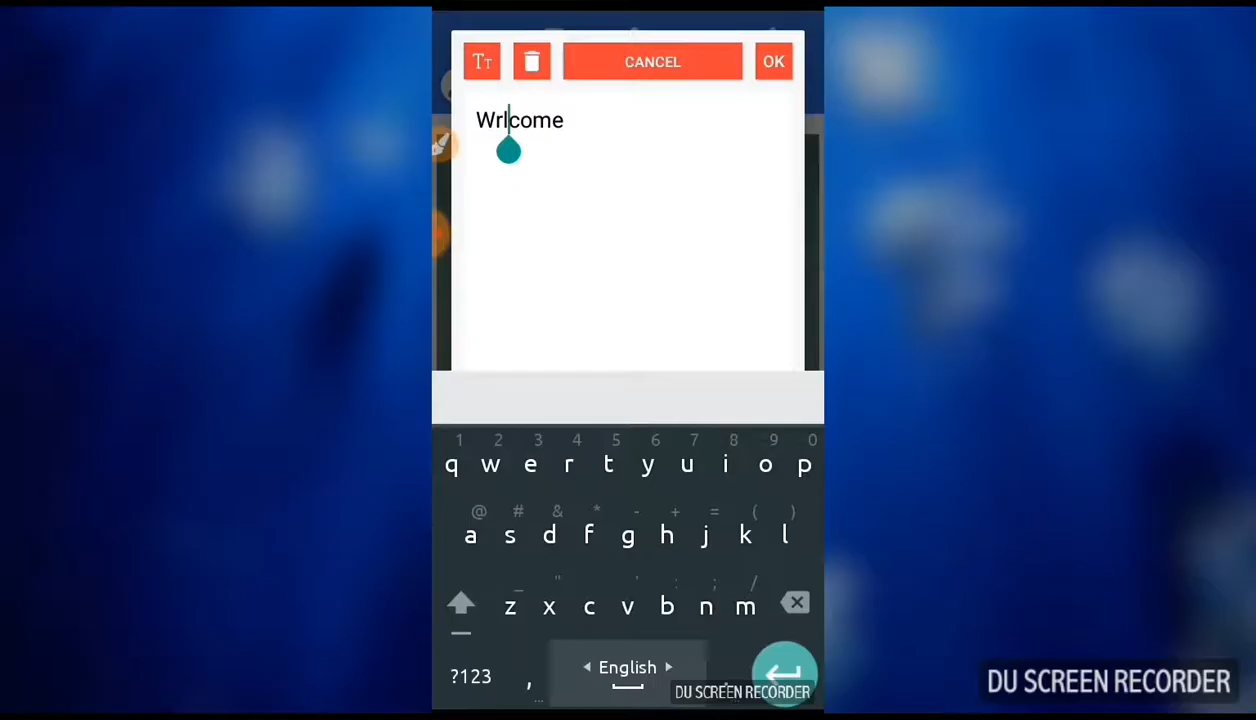 Tт CANCEL OK
Wrlcome
1 2 3 4 5 6 7 8 9 0
q w e r t y u i o p
@ # & * - + = ( )
a s d f g h j k l
_ " ' : ; /
z x c v b n m
?123 , English
DU SCREEN RECORDER
DU SCREEN RECORDER